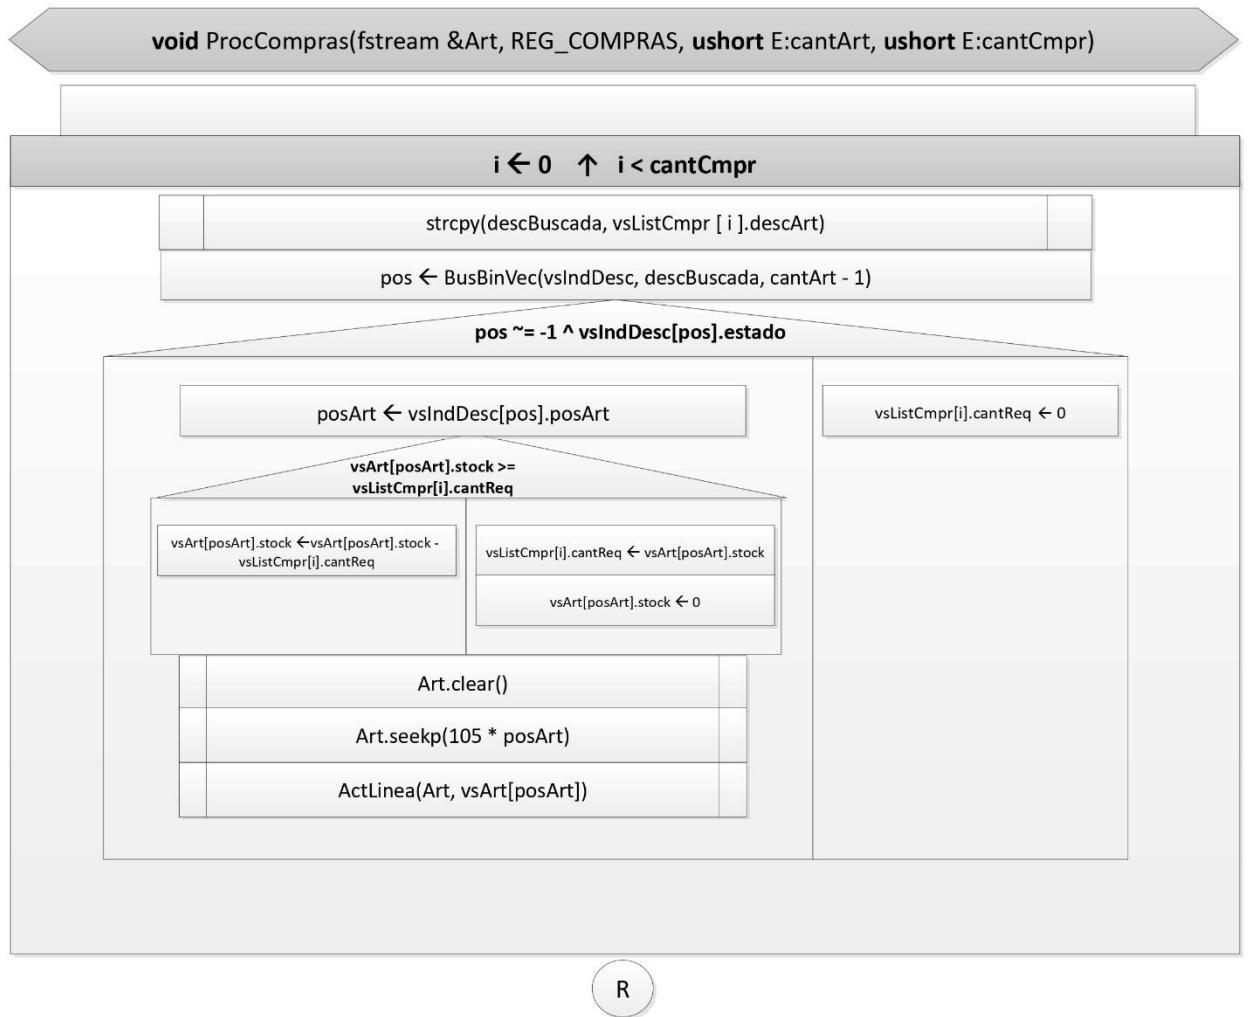 void ProcCompras(fstream &Art, REG_COMPRAS, ushort E:cantArt, ushort E:cantCmpr)
i ← 0 ↑ i < cantCmpr
strcpy(descBuscada, vsListCmpr [ i ].descArt)
pos ← BusBinVec(vsIndDesc, descBuscada, cantArt - 1)
pos ~= -1 ^ vsIndDesc[pos].estado
posArt ← vsIndDesc[pos].posArt
vsListCmpr[i].cantReq ← 0
vsArt[posArt].stock >=
vsListCmpr[i].cantReq
vsArt[posArt].stock ←vsArt[posArt].stock -
vsListCmpr[i].cantReq
vsListCmpr[i].cantReq ← vsArt[posArt].stock
vsArt[posArt].stock ← 0
Art.clear()
Art.seekp(105 * posArt)
ActLinea(Art, vsArt[posArt])
R